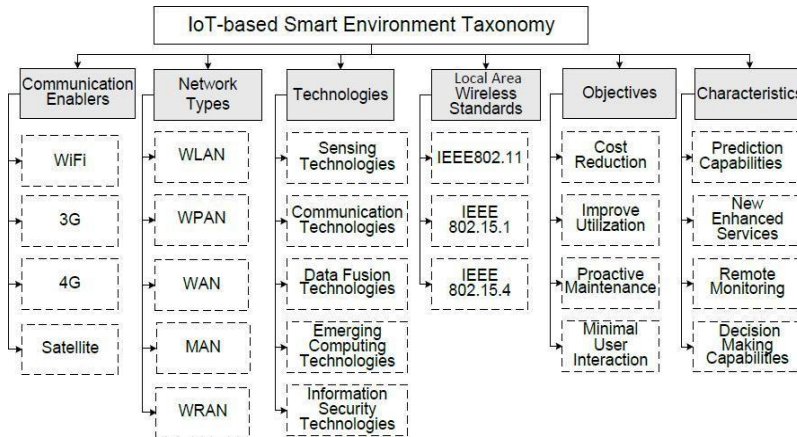 IoT-based Smart Environment Taxonomy
Communication
Enablers
WiFi
3G
4G
Satellite
Network
Types
WLAN
WPAN
WAN
MAN
WRAN
Technologies
Sensing
Technologies
Communication
Technologies
Data Fusion
Technologies
Emerging
Computing
Technologies
Information
Security
Technologies
Local Area
Wireless
Standards
IEEE802.11
IEEE
802.15.1
IEEE
802.15.4
Objectives
Cost
Reduction
Improve
Utilization
Proactive
Maintenance
Minimal
User
Interaction
Characteristics
Prediction
Capabilities
New
Enhanced
Services
Remote
Monitoring
Decision
Making
Capabilities